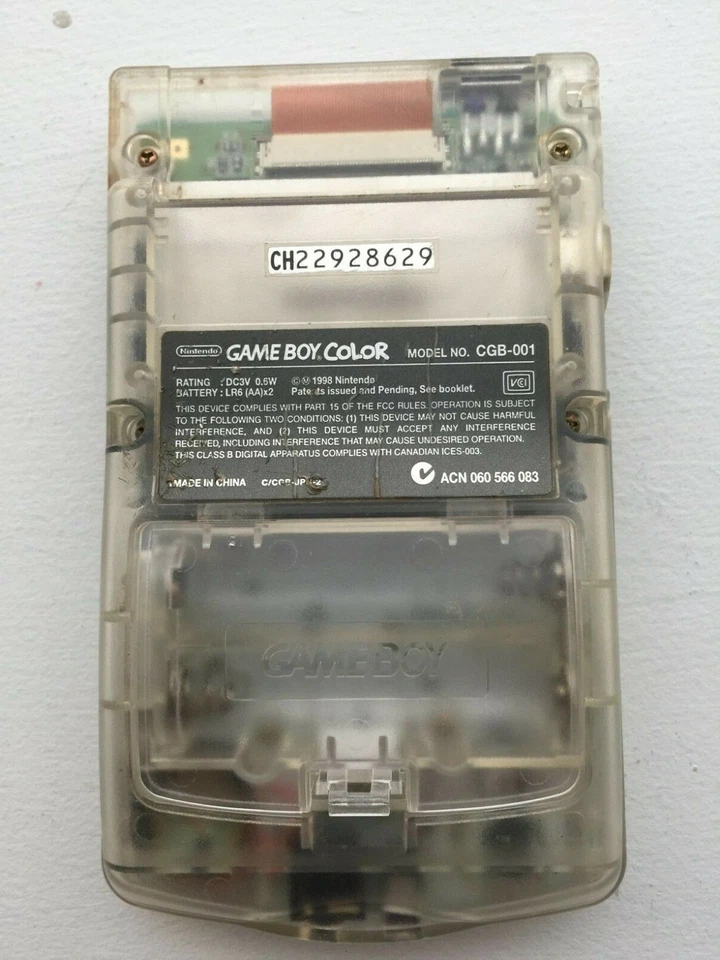 CH22928629
Nintendo GAME BOY COLOR MODEL NO. CGB-001
RATING : DC3V 0.6W ©Ⓜ1998 Nintendo
BATTERY : LR6 (AA)x2 Patents issued and Pending, See booklet. VCI
THIS DEVICE COMPLIES WITH PART 15 OF THE FCC RULES. OPERATION IS SUBJECT
TO THE FOLLOWING TWO CONDITIONS: (1) THIS DEVICE MAY NOT CAUSE HARMFUL
INTERFERENCE, AND (2) THIS DEVICE MUST ACCEPT ANY INTERFERENCE
RECEIVED, INCLUDING INTERFERENCE THAT MAY CAUSE UNDESIRED OPERATION.
THIS CLASS B DIGITAL APPARATUS COMPLIES WITH CANADIAN ICES-003.
MADE IN CHINA ACN 060 566 083
GAME BOY